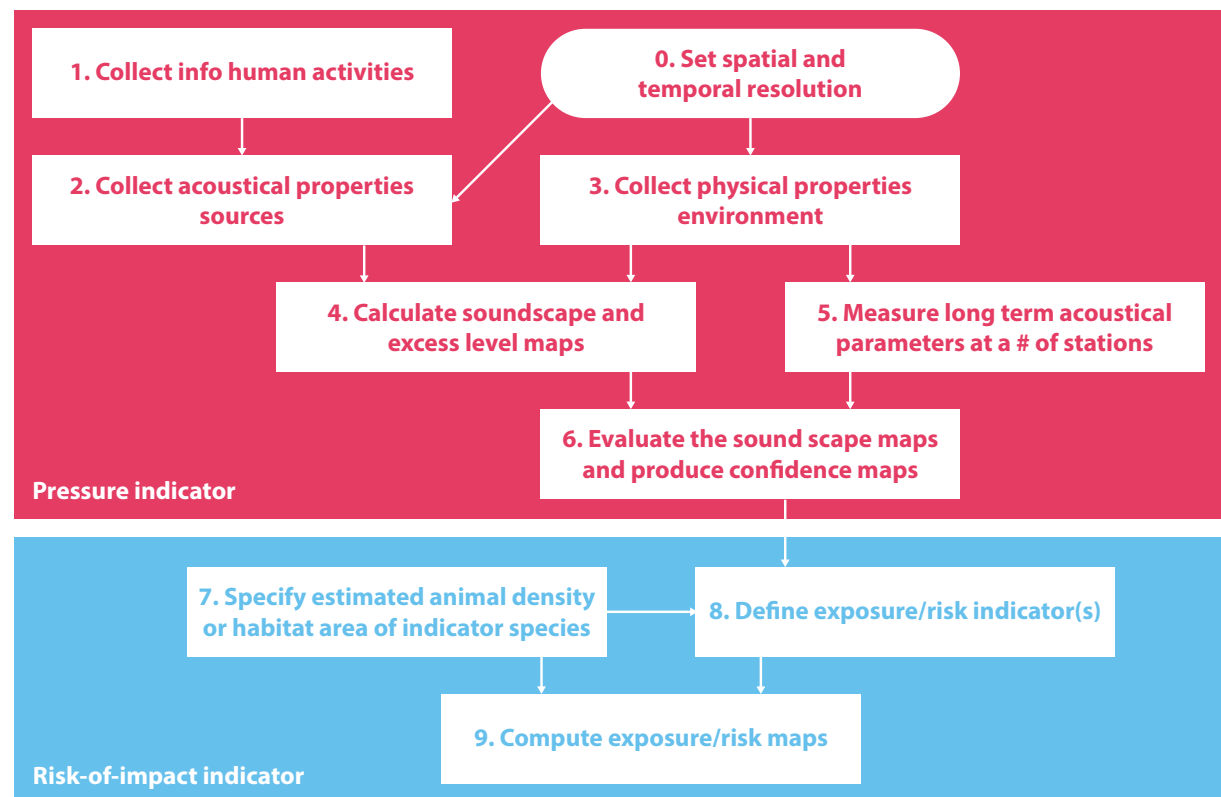 1. Collect info human activities
0. Set spatial and
temporal resolution
2. Collect acoustical properties
sources
3. Collect physical properties
environment
4. Calculate soundscape and
excess level maps
5. Measure long term acoustical
parameters at a # of stations
6. Evaluate the sound scape maps
and produce confidence maps
Pressure indicator
7. Specify estimated animal density
or habitat area of indicator species
8. Define exposure/risk indicator(s)
9. Compute exposure/risk maps
Risk-of-impact indicator